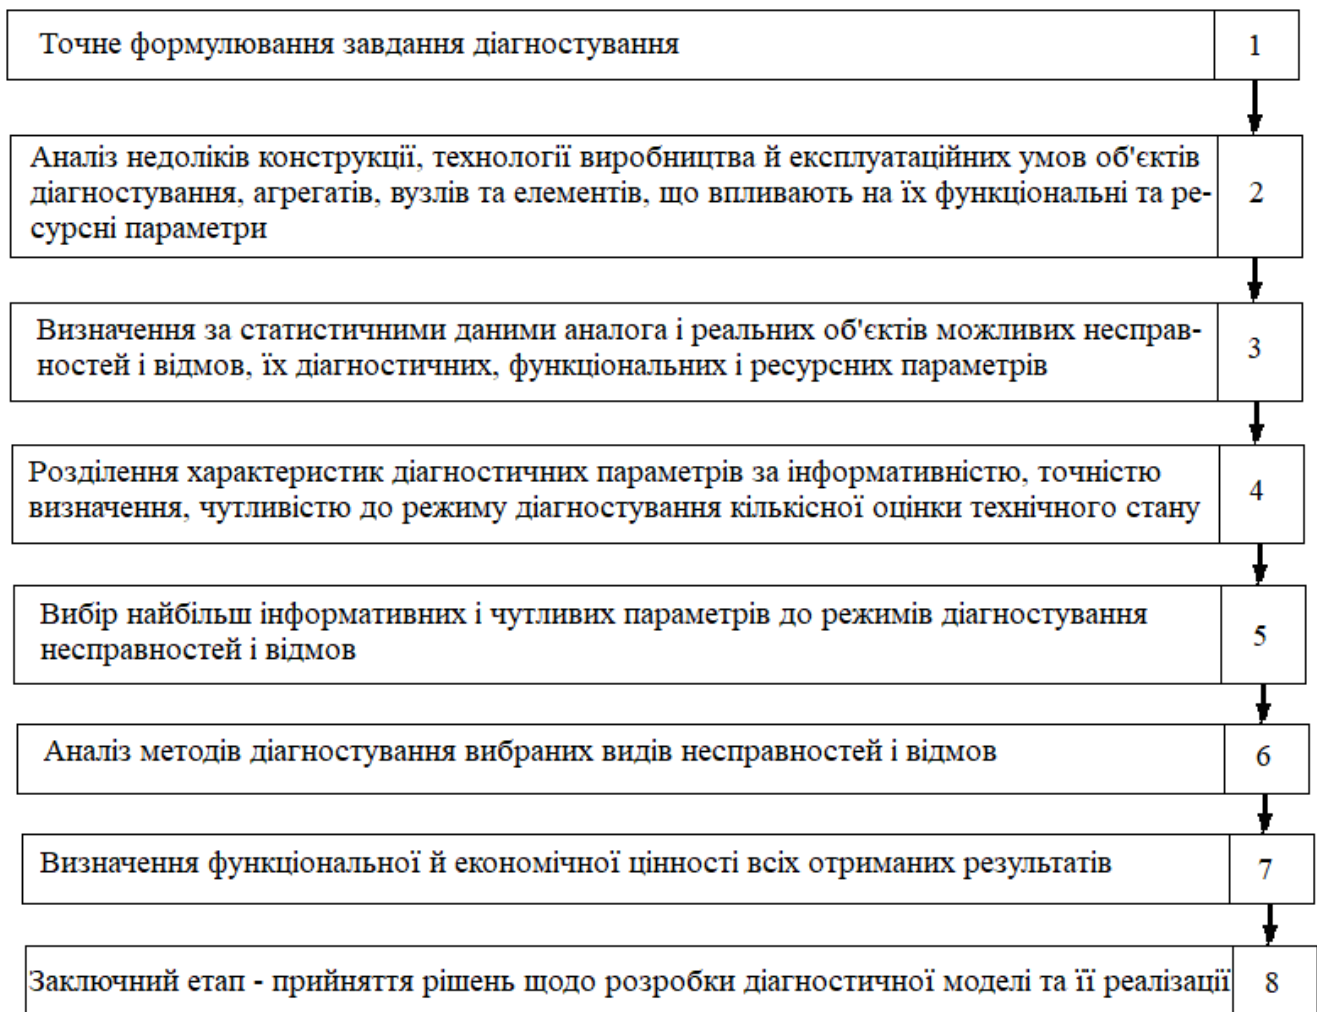 Точне формулювання завдання діагностування
1
Аналіз недоліків конструкції, технології виробництва й експлуатаційних умов об'єктів
діагностування, агрегатів, вузлів та елементів, що впливають на їх функціональні та ре-
сурсні параметри
2
Визначення за статистичними даними аналога і реальних об'єктів можливих несправ-
ностей і відмов, їх діагностичних, функціональних і ресурсних параметрів
3
Розділення характеристик діагностичних параметрів за інформативністю, точністю
визначення, чутливістю до режиму діагностування кількісної оцінки технічного стану
4
Вибір найбільш інформативних і чутливих параметрів до режимів діагностування
несправностей і відмов
5
Аналіз методів діагностування вибраних видів несправностей і відмов
6
Визначення функціональної й економічної цінності всіх отриманих результатів
7
Заключний етап - прийняття рішень щодо розробки діагностичної моделі та її реалізації
8